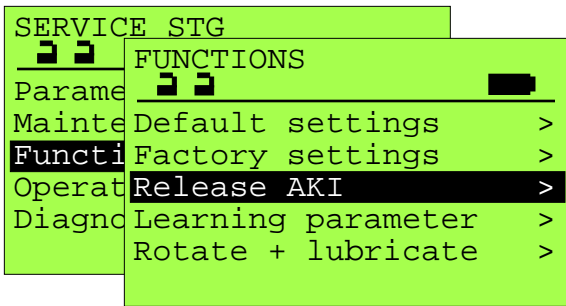 SERVICE STG
Parame
Mainte
Functi
Operat
Diagno
FUNCTIONS
Default settings >
Factory settings >
Release AKI >
Learning parameter >
Rotate + lubricate >